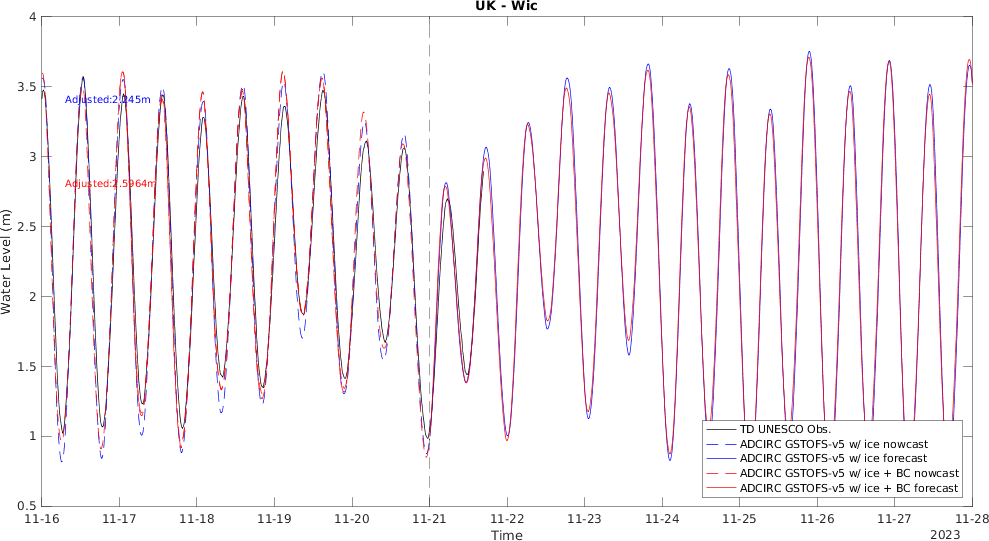 UK - Wic
4
3.5
3
2.5
2
1.5
1
0.5
Water Level (m)
Adjusted:2.245m
Adjusted:2.5964m
TD UNESCO Obs.
ADCIRC GSTOFS-v5 w/ ice nowcast
ADCIRC GSTOFS-v5 w/ ice forecast
ADCIRC GSTOFS-v5 w/ ice + BC nowcast
ADCIRC GSTOFS-v5 w/ ice + BC forecast
11-16 11-17 11-18 11-19 11-20 11-21 11-22 11-23 11-24 11-25 11-26 11-27 11-28
Time
2023